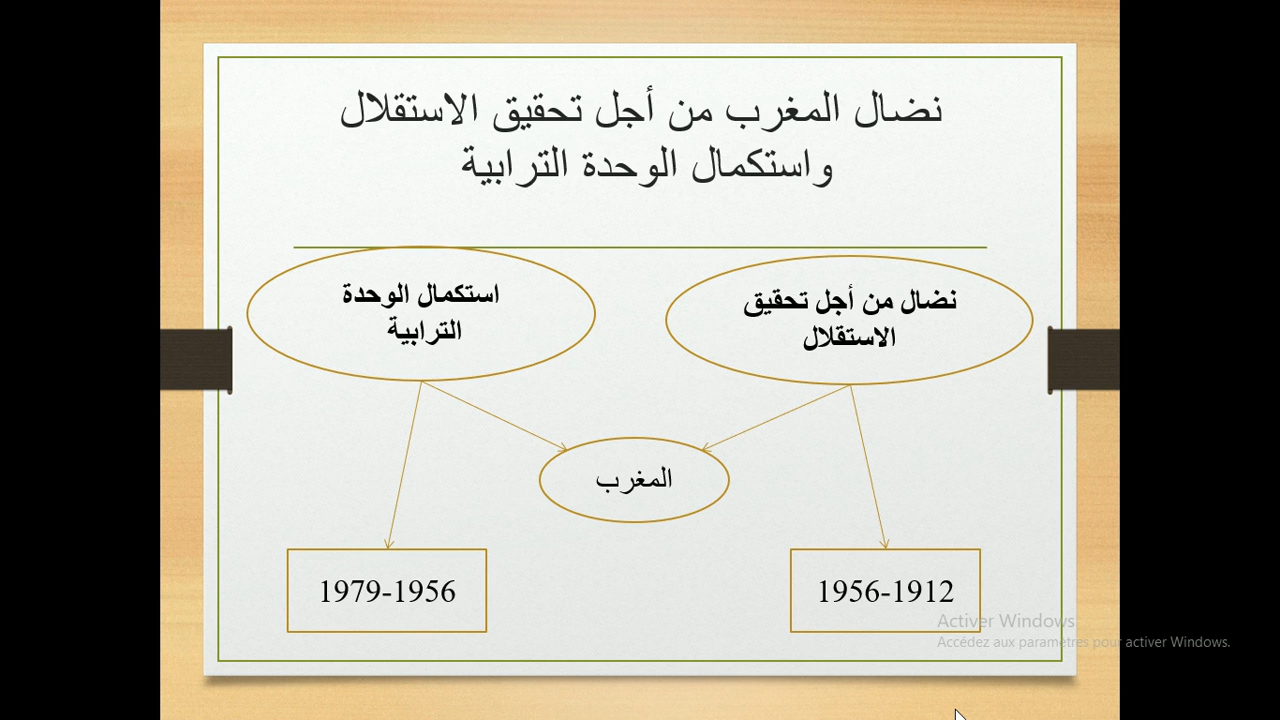 نضال المغرب من أجل تحقيق الاستقلال
واستكمال الوحدة الترابية
نضال من أجل تحقيق
الاستقلال
استكمال الوحدة
الترابية
المغرب
1956-1912
1979-1956
Activer Windows
Accédez aux paramètres pour activer Windows.